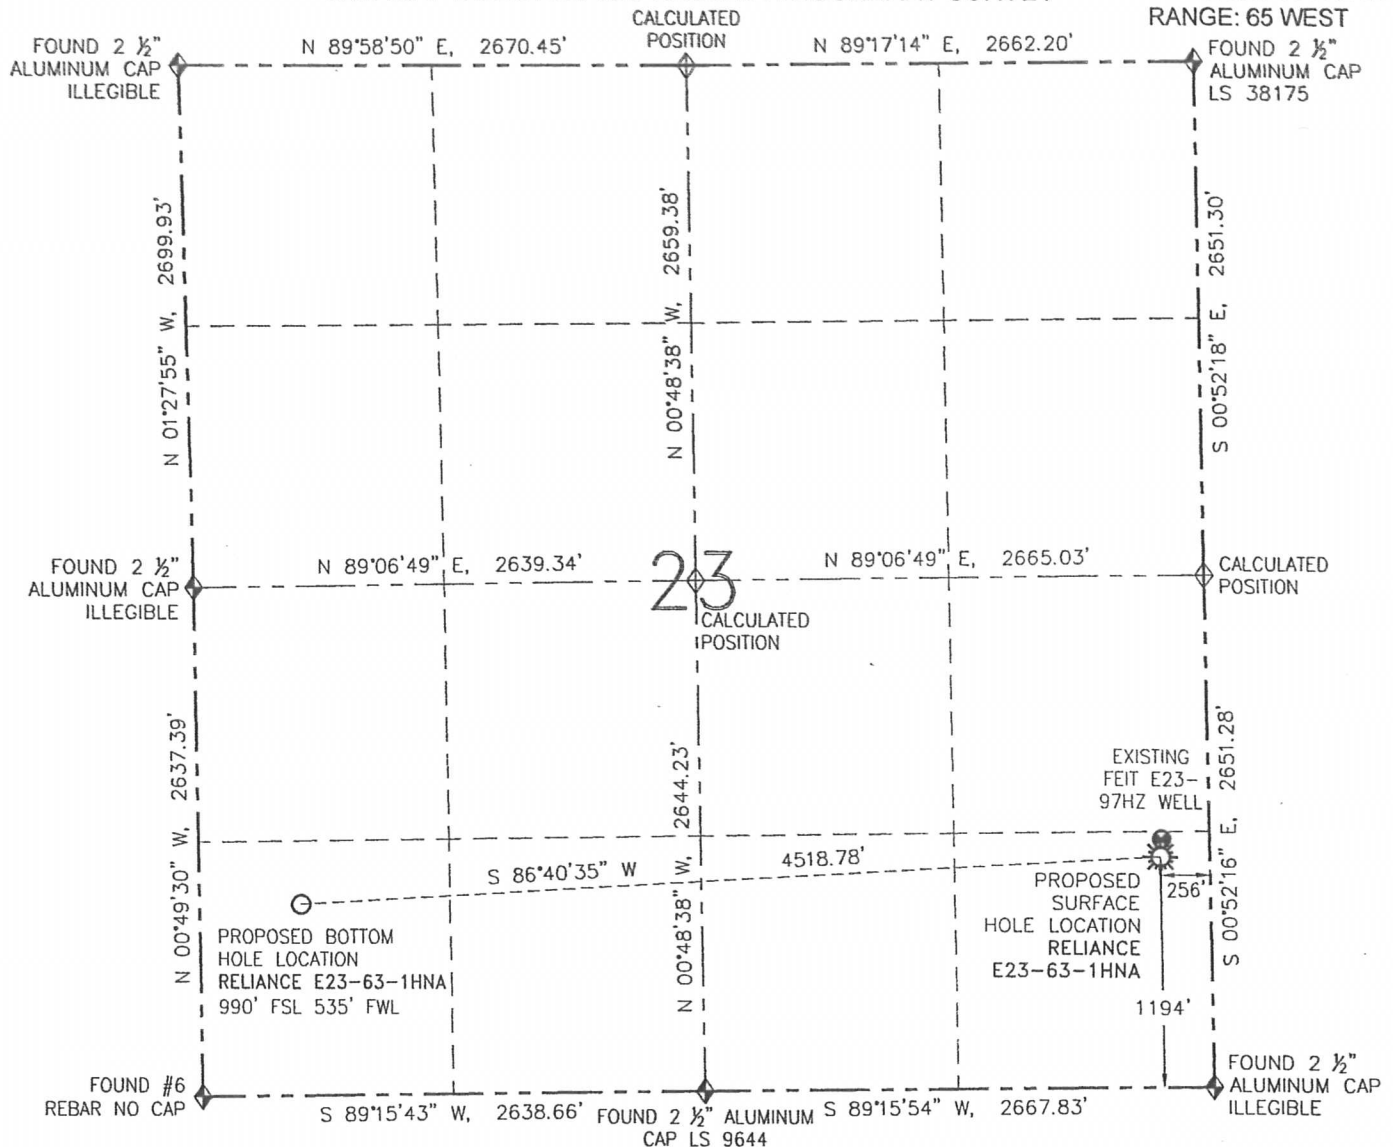 RANGE: 65 WEST
CALCULATED
POSITION
FOUND 2 ½"
ALUMINUM CAP
ILLEGIBLE
N 89°58'50" E, 2670.45'
N 89°17'14" E, 2662.20'
FOUND 2 ½"
ALUMINUM CAP
LS 38175
N 01°27'55" W, 2699.93'
N 00°48'38" W, 2659.38'
S 00°52'18" E, 2651.30'
FOUND 2 ½"
ALUMINUM CAP
ILLEGIBLE
N 89°06'49" E, 2639.34'
23
N 89°06'49" E, 2665.03'
CALCULATED
POSITION
CALCULATED
POSITION
N 00°49'30" W, 2637.39'
N 00°48'38" W, 2644.23'
S 00°52'16" E, 2651.28'
EXISTING
FEIT E23-
97HZ WELL
S 86°40'35" W 4518.78'
256'
PROPOSED
SURFACE
HOLE LOCATION
RELIANCE
E23-63-1HNA
1194'
PROPOSED BOTTOM
HOLE LOCATION
RELIANCE E23-63-1HNA
990' FSL 535' FWL
FOUND #6
REBAR NO CAP
S 89°15'43" W, 2638.66'
FOUND 2 ½" ALUMINUM
CAP LS 9644
S 89°15'54" W, 2667.83'
FOUND 2 ½"
ALUMINUM CAP
ILLEGIBLE